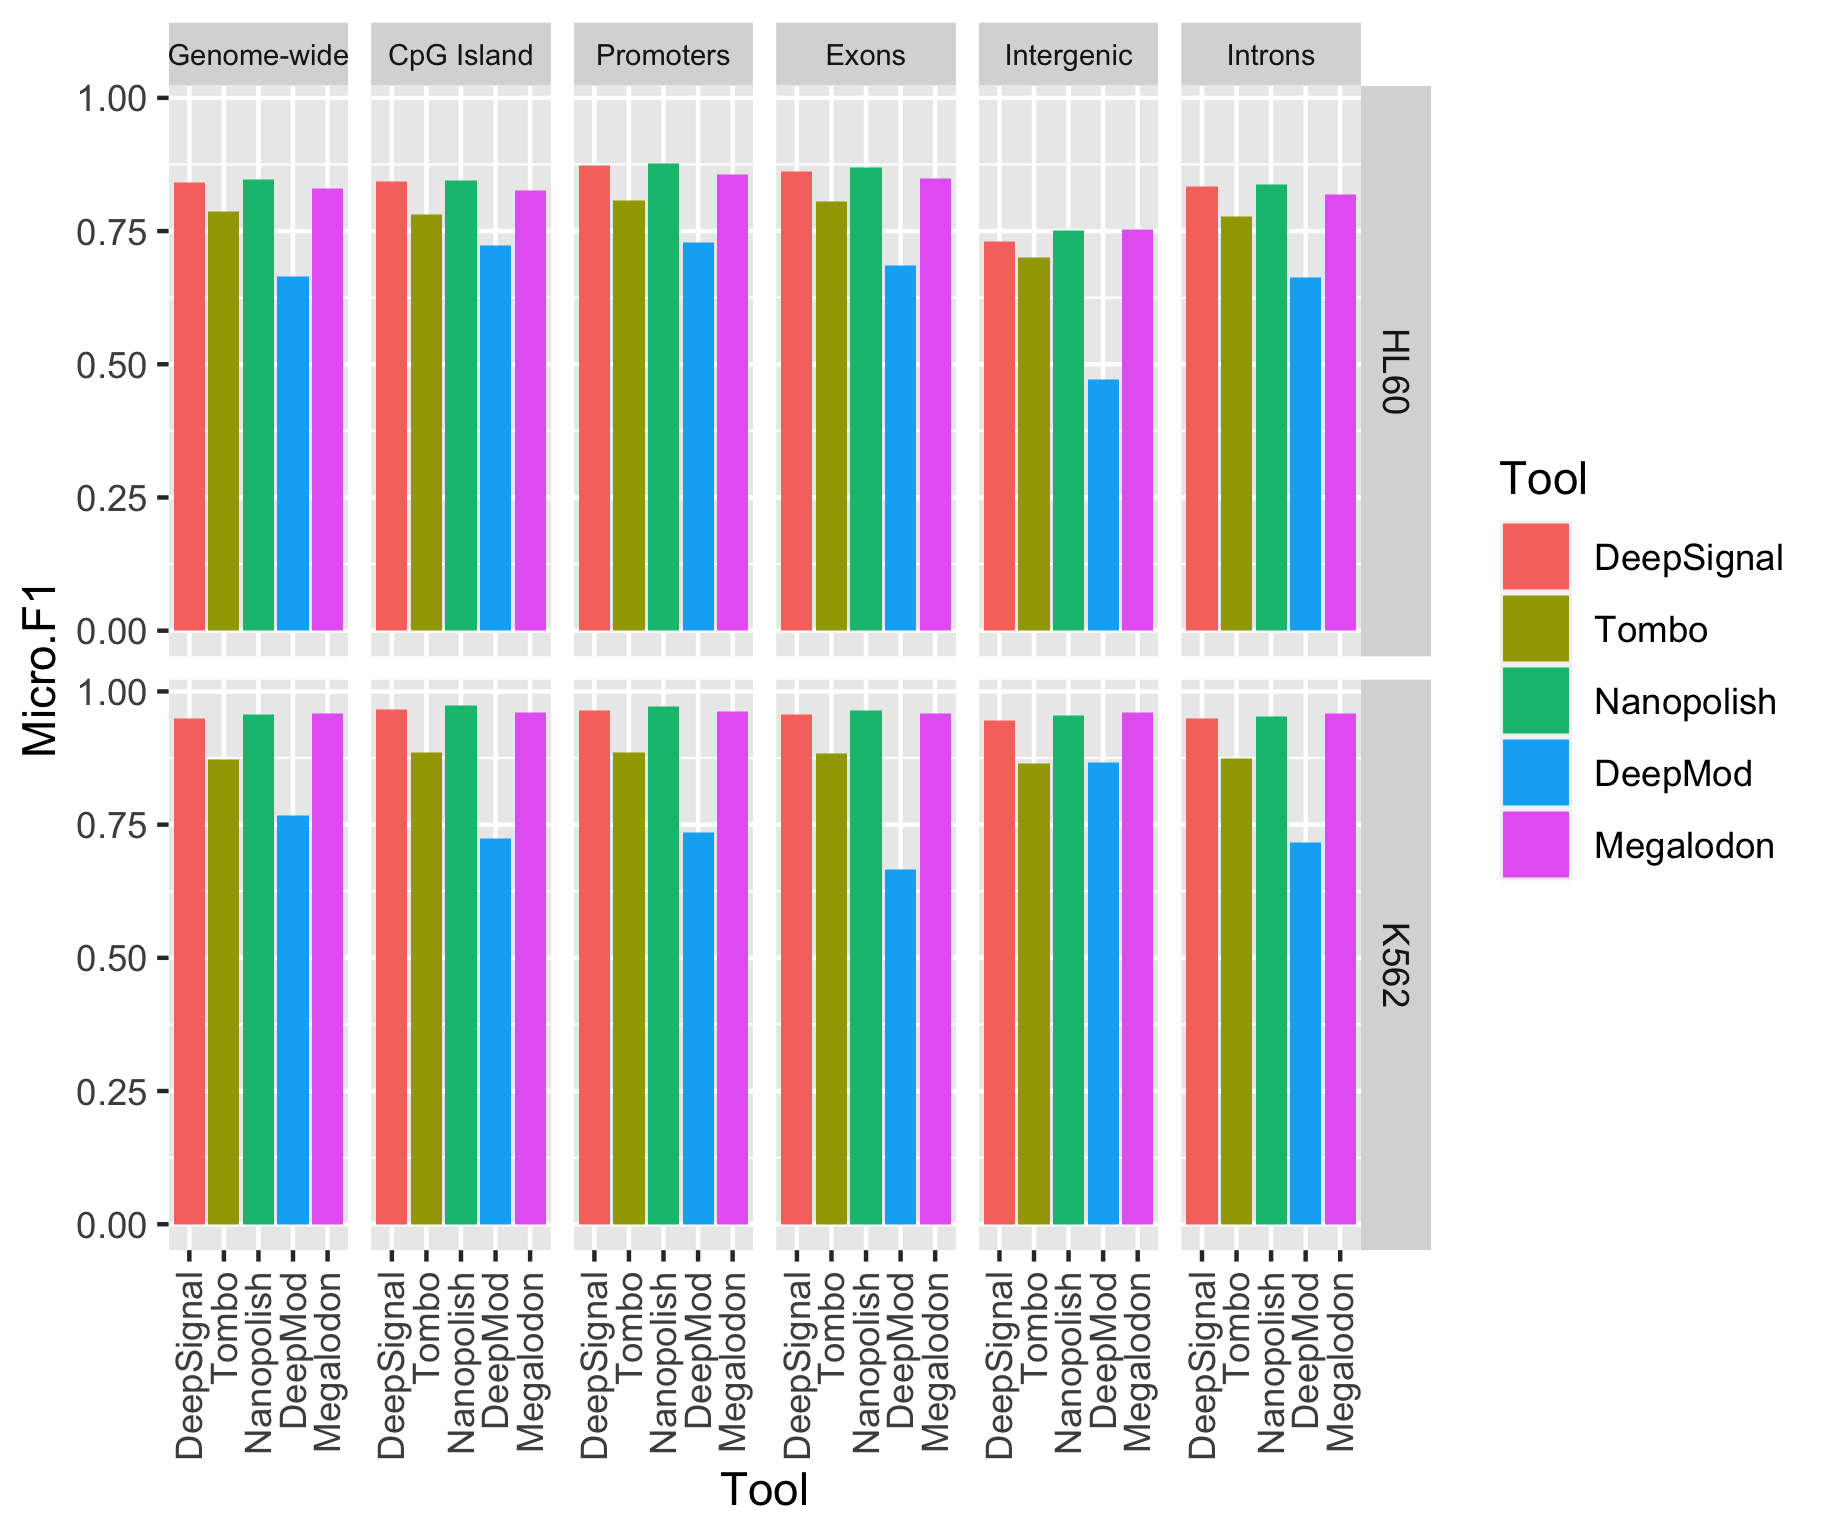 Genome-wide CpG Island Promoters Exons Intergenic Introns
1.00
0.75
0.50
0.25
0.00
HL60
1.00
0.75
0.50
0.25
0.00
K562
Micro.F1
DeepSignal Tombo Nanopolish DeepMod Megalodon DeepSignal Tombo Nanopolish DeepMod Megalodon DeepSignal Tombo Nanopolish DeepMod Megalodon DeepSignal Tombo Nanopolish DeepMod Megalodon DeepSignal Tombo Nanopolish DeepMod Megalodon DeepSignal Tombo Nanopolish DeepMod Megalodon
Tool
Tool
DeepSignal
Tombo
Nanopolish
DeepMod
Megalodon